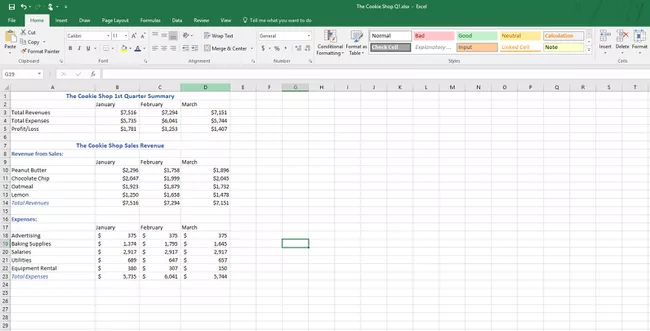 The Cookie Shop Q1.xlsx - Excel
File Home Insert Draw Page Layout Formulas Data Review View Tell me what you want to do
Cut
Copy
Format Painter
Paste
Clipboard
Calibri 11
B I U
Font
Wrap Text
Merge & Center
Alignment
General
$ % ,
Number
Conditional Formatting
Format as Table
Normal Bad Good Neutral Calculation
Check Cell Explanatory ... Input Linked Cell Note
Styles
Insert Delete Format
Cells
G19 fx
A B C D E F G H I J K L M N O P Q R S T
1 The Cookie Shop 1st Quarter Summary
2 January February March
3 Total Revenues $7,516 $7,294 $7,151
4 Total Expenses $5,735 $6,041 $5,744
5 Profit/Loss $1,781 $1,253 $1,407
6
7 The Cookie Shop Sales Revenue
8 Revenue from Sales:
9 January February March
10 Peanut Butter $2,296 $1,758 $1,896
11 Chocolate Chip $2,047 $1,999 $2,045
12 Oatmeal $1,923 $1,879 $1,732
13 Lemon $1,250 $1,658 $1,478
14 Total Revenues $7,516 $7,294 $7,151
15
16 Expenses:
17 January February March
18 Advertising $ 375 $ 375 $ 375
19 Baking Supplies $ 1,374 $ 1,795 $ 1,645
20 Salaries $ 2,917 $ 2,917 $ 2,917
21 Utilities $ 689 $ 647 $ 657
22 Equipment Rental $ 380 $ 307 $ 150
23 Total Expenses $ 5,735 $ 6,041 $ 5,744
24
25
26
27
28
29